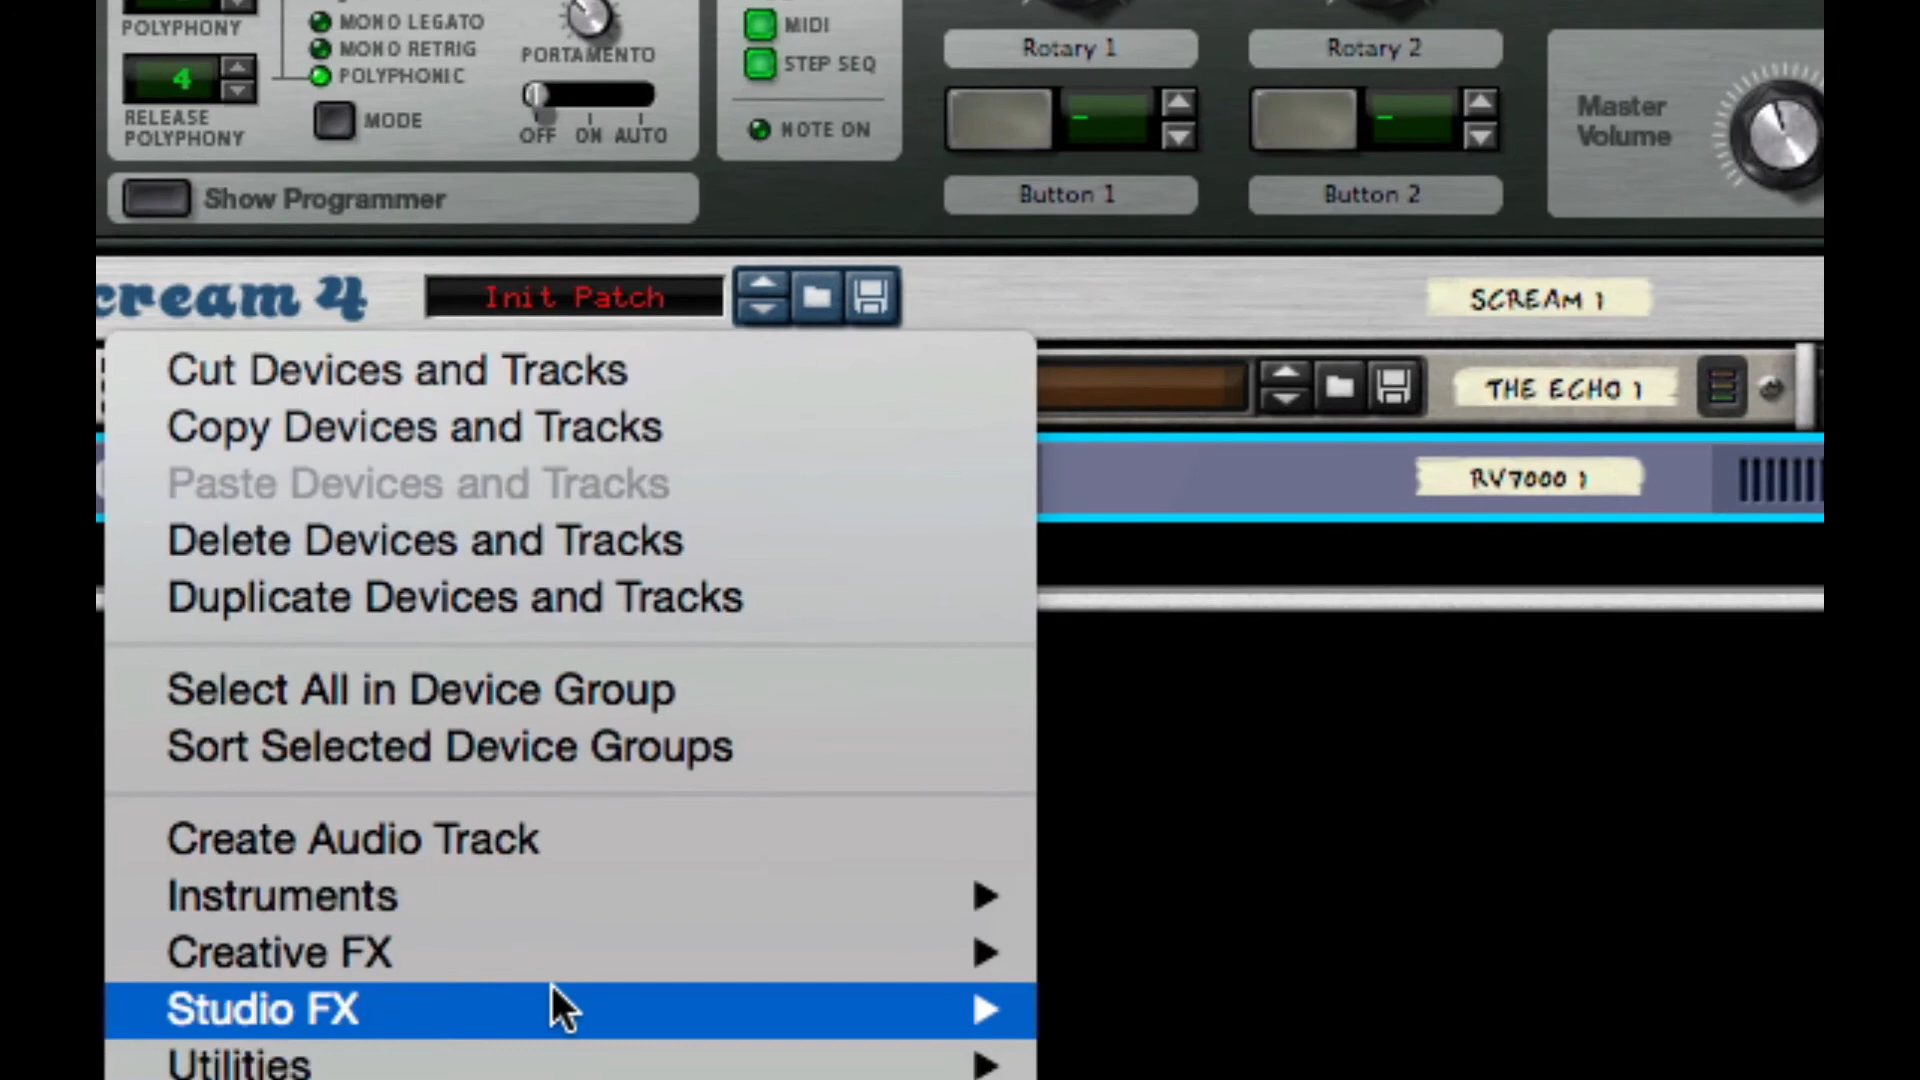 POLYPHONY
MONO LEGATO
MONO RETRIG
POLYPHONIC
4
RELEASE
POLYPHONY
MODE
PORTAMENTO
OFF ON AUTO
MIDI
STEP SEQ
NOTE ON
Rotary 1
Rotary 2
Button 1
Button 2
Master
Volume
Show Programmer
cream 4
Init Patch
SCREAM 1
THE ECHO 1
RV7000 1
Cut Devices and Tracks
Copy Devices and Tracks
Paste Devices and Tracks
Delete Devices and Tracks
Duplicate Devices and Tracks
Select All in Device Group
Sort Selected Device Groups
Create Audio Track
Instruments
Creative FX
Studio FX
Utilities